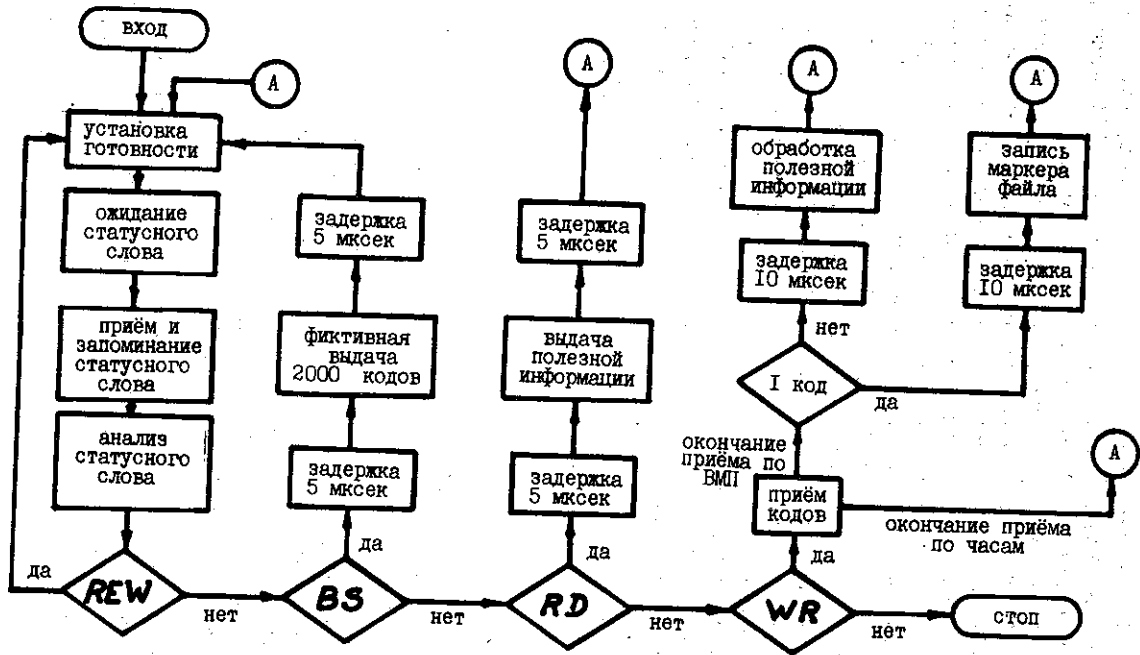 вход
А
установка
готовности
ожидание
статусного
слова
приём и
запоминание
статусного
слова
анализ
статусного
слова
REW
да
нет
задержка
5 мксек
фиктивная
выдача
2000 кодов
задержка
5 мксек
да
BS
нет
А
задержка
5 мксек
выдача
полезной
информации
задержка
5 мксек
да
RD
нет
А
обработка
полезной
информации
задержка
I0 мксек
нет
I код
да
А
запись
маркера
файла
задержка
I0 мксек
окончание
приёма по
ВМП
приём
кодов
А
окончание приёма
по часам
да
WR
нет
стоп